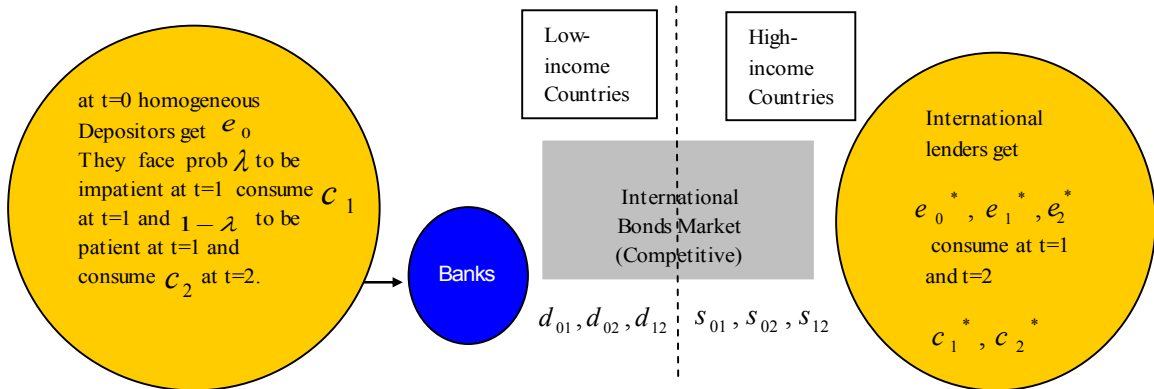 at t=0 homogeneous
Depositors get e₀
They face prob λ to be
impatient at t=1 consume c₁
at t=1 and 1 − λ to be
patient at t=1 and
consume c₂ at t=2.
Banks
Low-
income
Countries
High-
income
Countries
International
Bonds Market
(Competitive)
d₀₁, d₀₂, d₁₂
s₀₁, s₀₂, s₁₂
International
lenders get
e₀*, e₁*, e₂*
consume at t=1
and t=2
c₁*, c₂*